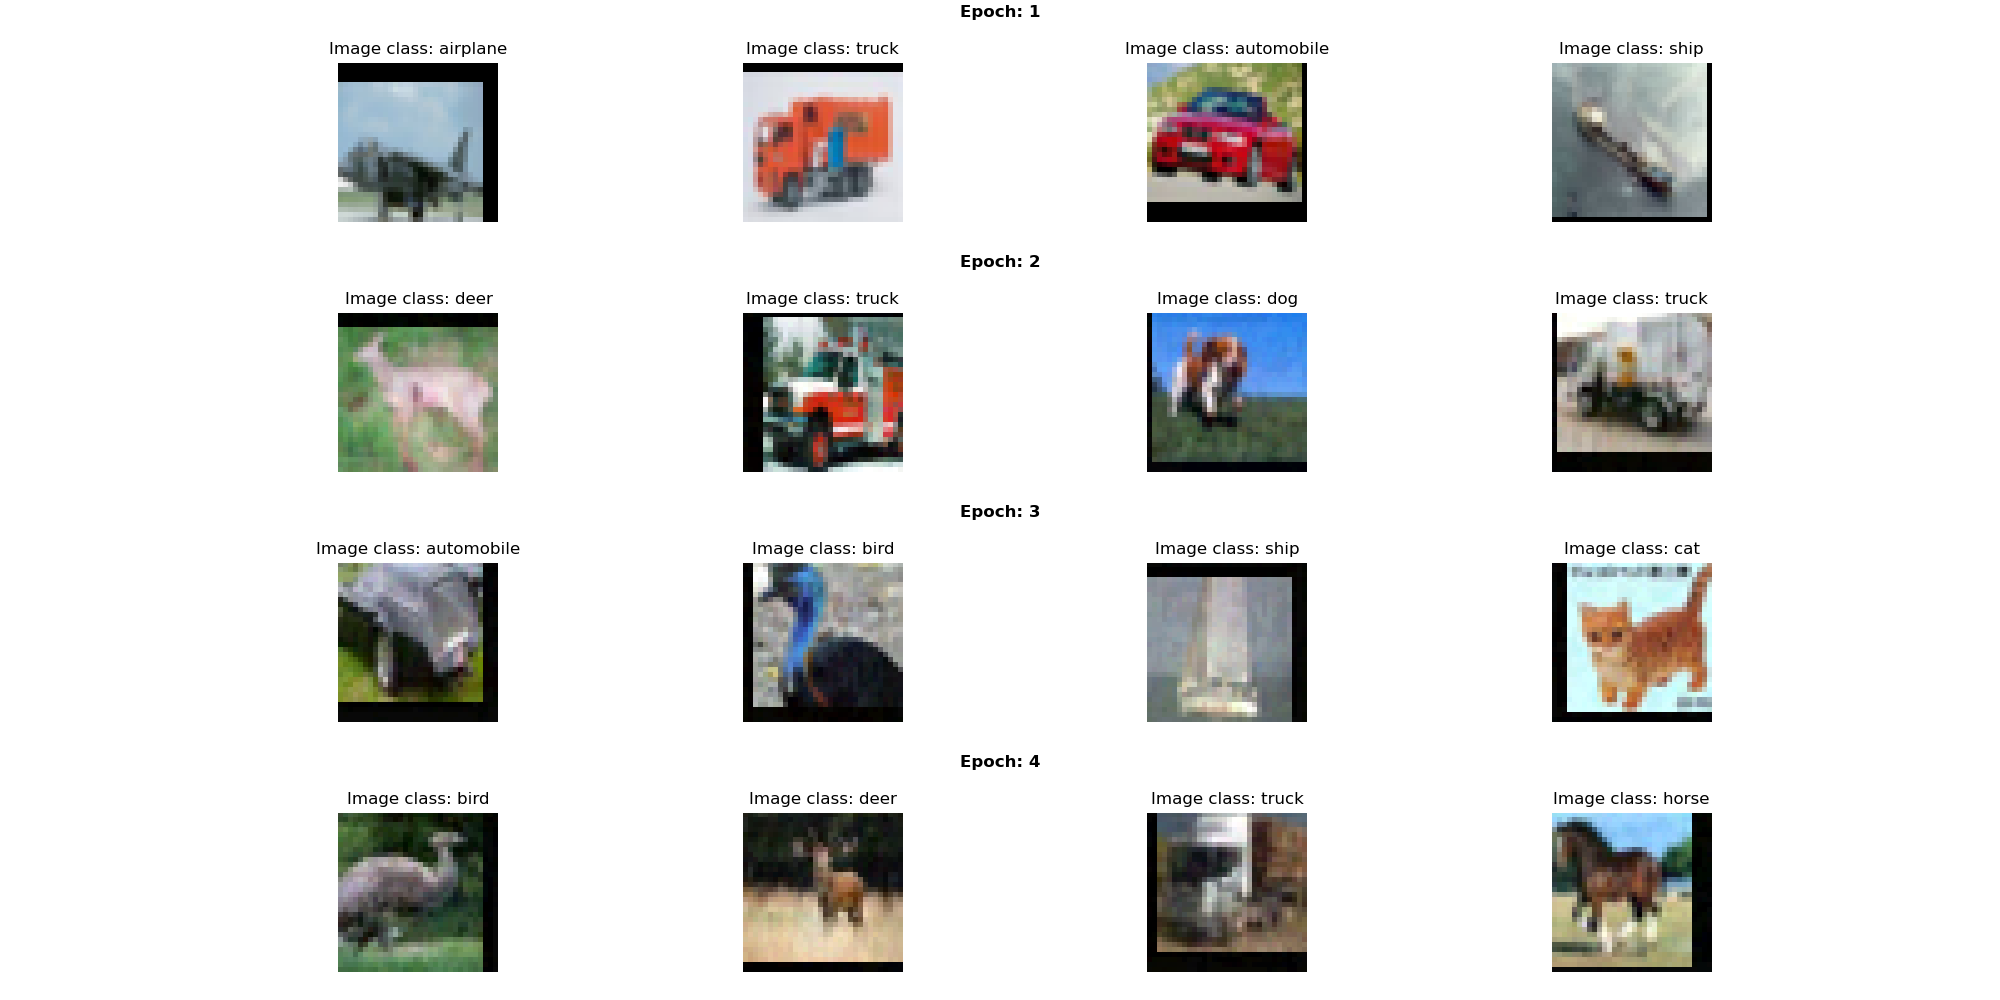 Epoch: 1
Image class: airplane
Image class: truck
Image class: automobile
Image class: ship
Epoch: 2
Image class: deer
Image class: truck
Image class: dog
Image class: truck
Epoch: 3
Image class: automobile
Image class: bird
Image class: ship
Image class: cat
Epoch: 4
Image class: bird
Image class: deer
Image class: truck
Image class: horse